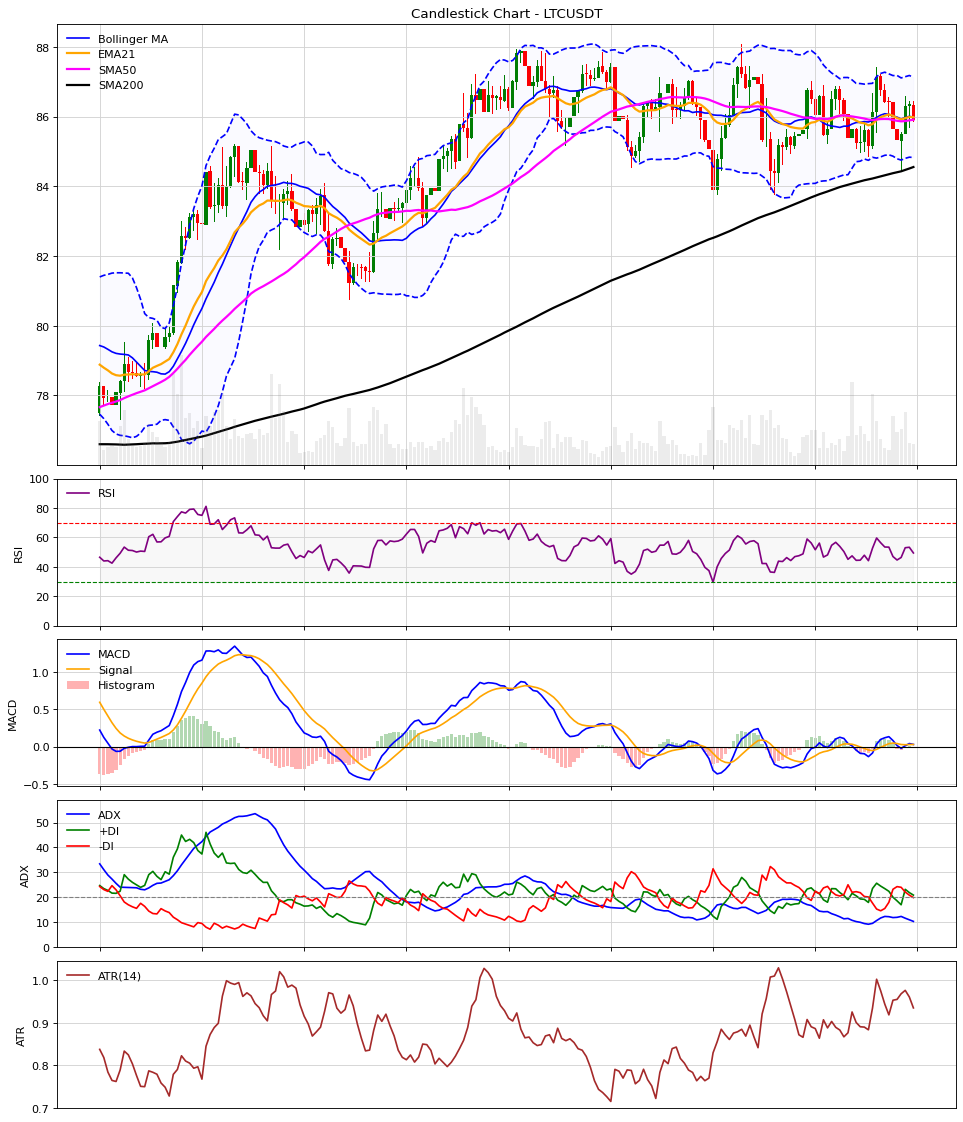 Candlestick Chart - LTCUSDT
Bollinger MA
EMA21
SMA50
SMA200
88
86
84
82
80
78
RSI
100
80
60
40
20
0
RSI
MACD
Signal
Histogram
1.0
0.5
0.0
−0.5
MACD
ADX
+DI
-DI
50
40
30
20
10
0
ADX
ATR(14)
1.0
0.9
0.8
0.7
ATR